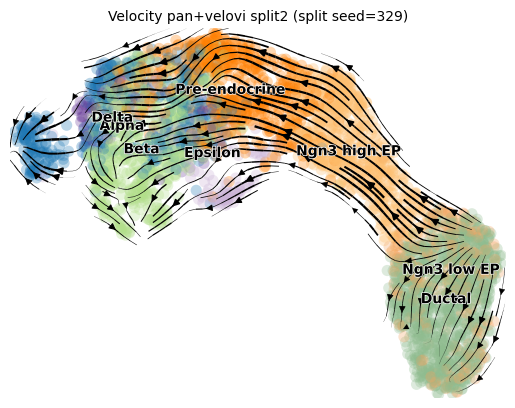 Velocity pan+velovi split2 (split seed=329)
Pre-endocrine
Delta
Alpha
Beta
Epsilon
Ngn3 high EP
Ngn3 low EP
Ductal